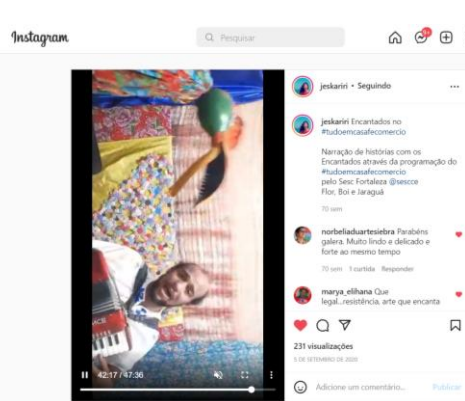 Instagram
Pesquisar
jeskariri • Seguindo
jeskariri Encantados no
#tudoemcasafecomercio
Narração de histórias com os
Encantados através da programação do
#tudoemcasafecomercio
pelo Sesc Fortaleza @sescce
Flor, Boi e Jaraguá
70 sem
norbeliaduartesiebra Parabéns
galera. Muito lindo e delicado e
forte ao mesmo tempo
70 sem 1 curtida Responder
marya_elihana Que
legal...resistência, arte que encanta
42:17 / 47:36
231 visualizações
5 DE SETEMBRO DE 2020
Adicione um comentário...
Publicar